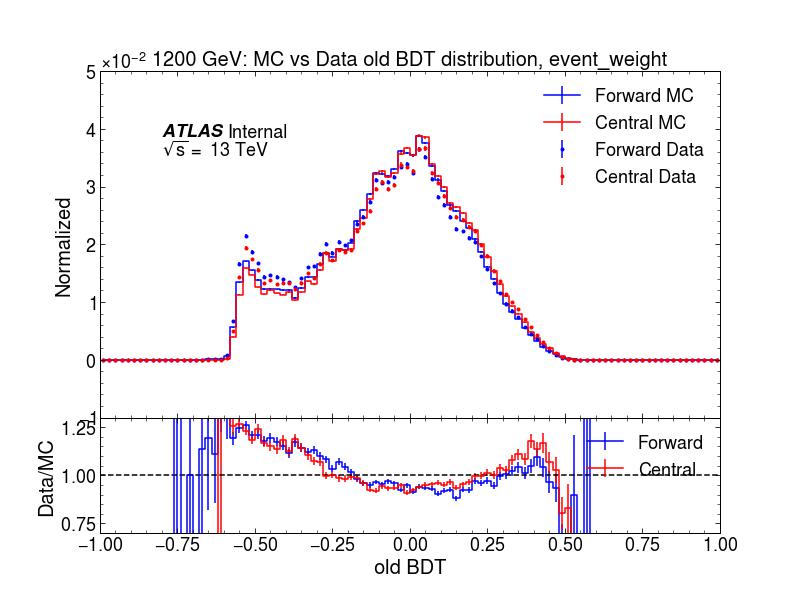 ×10⁻² 1200 GeV: MC vs Data old BDT distribution, event_weight
5
4
3
2
1
0
1
Normalized
ATLAS Internal
√s = 13 TeV
Forward MC
Central MC
Forward Data
Central Data
1.25
1.00
0.75
Data/MC
Forward
Central
−1.00 −0.75 −0.50 −0.25 0.00 0.25 0.50 0.75 1.00
old BDT